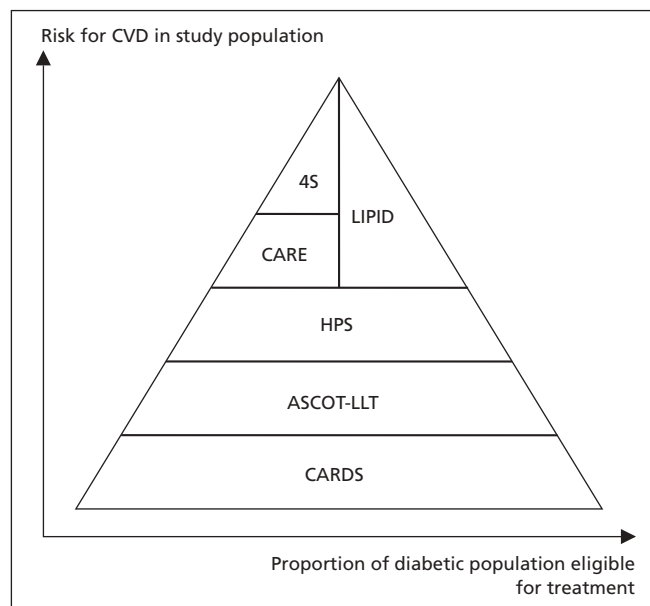 Risk for CVD in study population
4S
LIPID
CARE
HPS
ASCOT-LLT
CARDS
Proportion of diabetic population eligible
for treatment